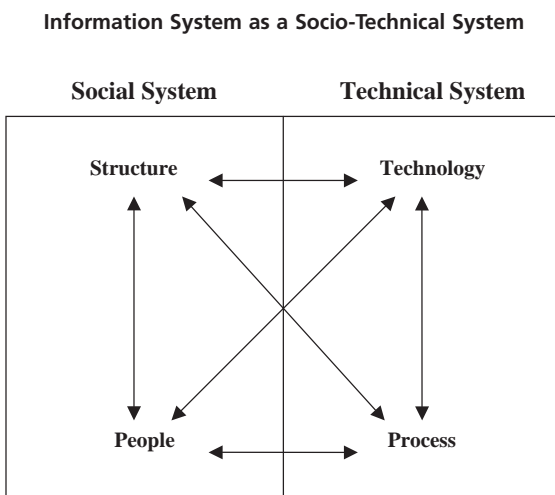 Information System as a Socio-Technical System
Social System
Technical System
Structure
Technology
People
Process